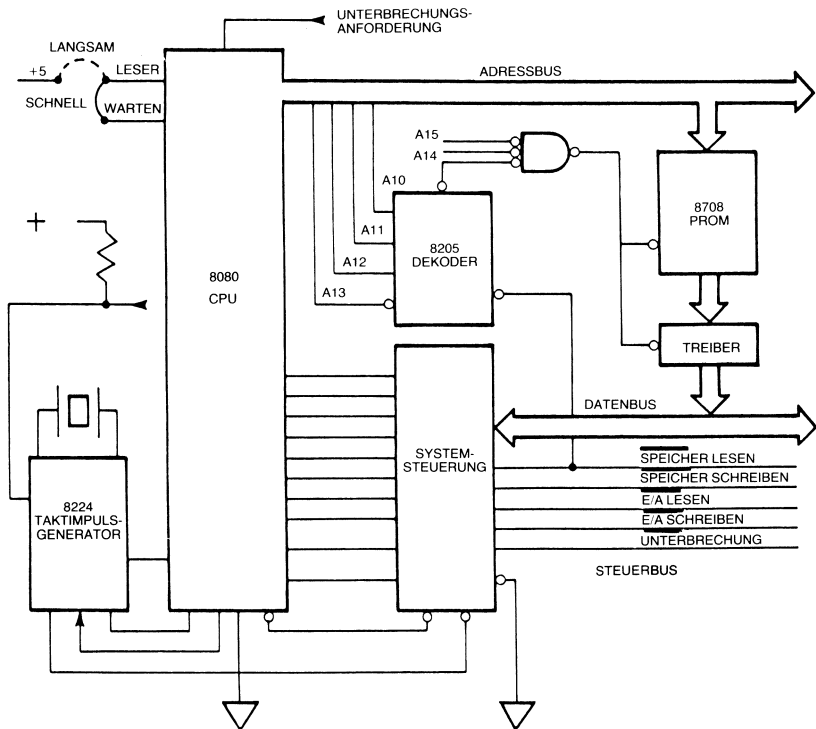 UNTERBRECHUNGS-
ANFORDERUNG
LANGSAM
+5
LESER
SCHNELL
WARTEN
ADRESSBUS
A15
A14
A10
A11
A12
A13
8205
DEKODER
8708
PROM
8080
CPU
+
TREIBER
DATENBUS
SYSTEM-
STEUERUNG
SPEICHER LESEN
SPEICHER SCHREIBEN
E/A LESEN
E/A SCHREIBEN
UNTERBRECHUNG
STEUERBUS
8224
TAKTIMPULS-
GENERATOR